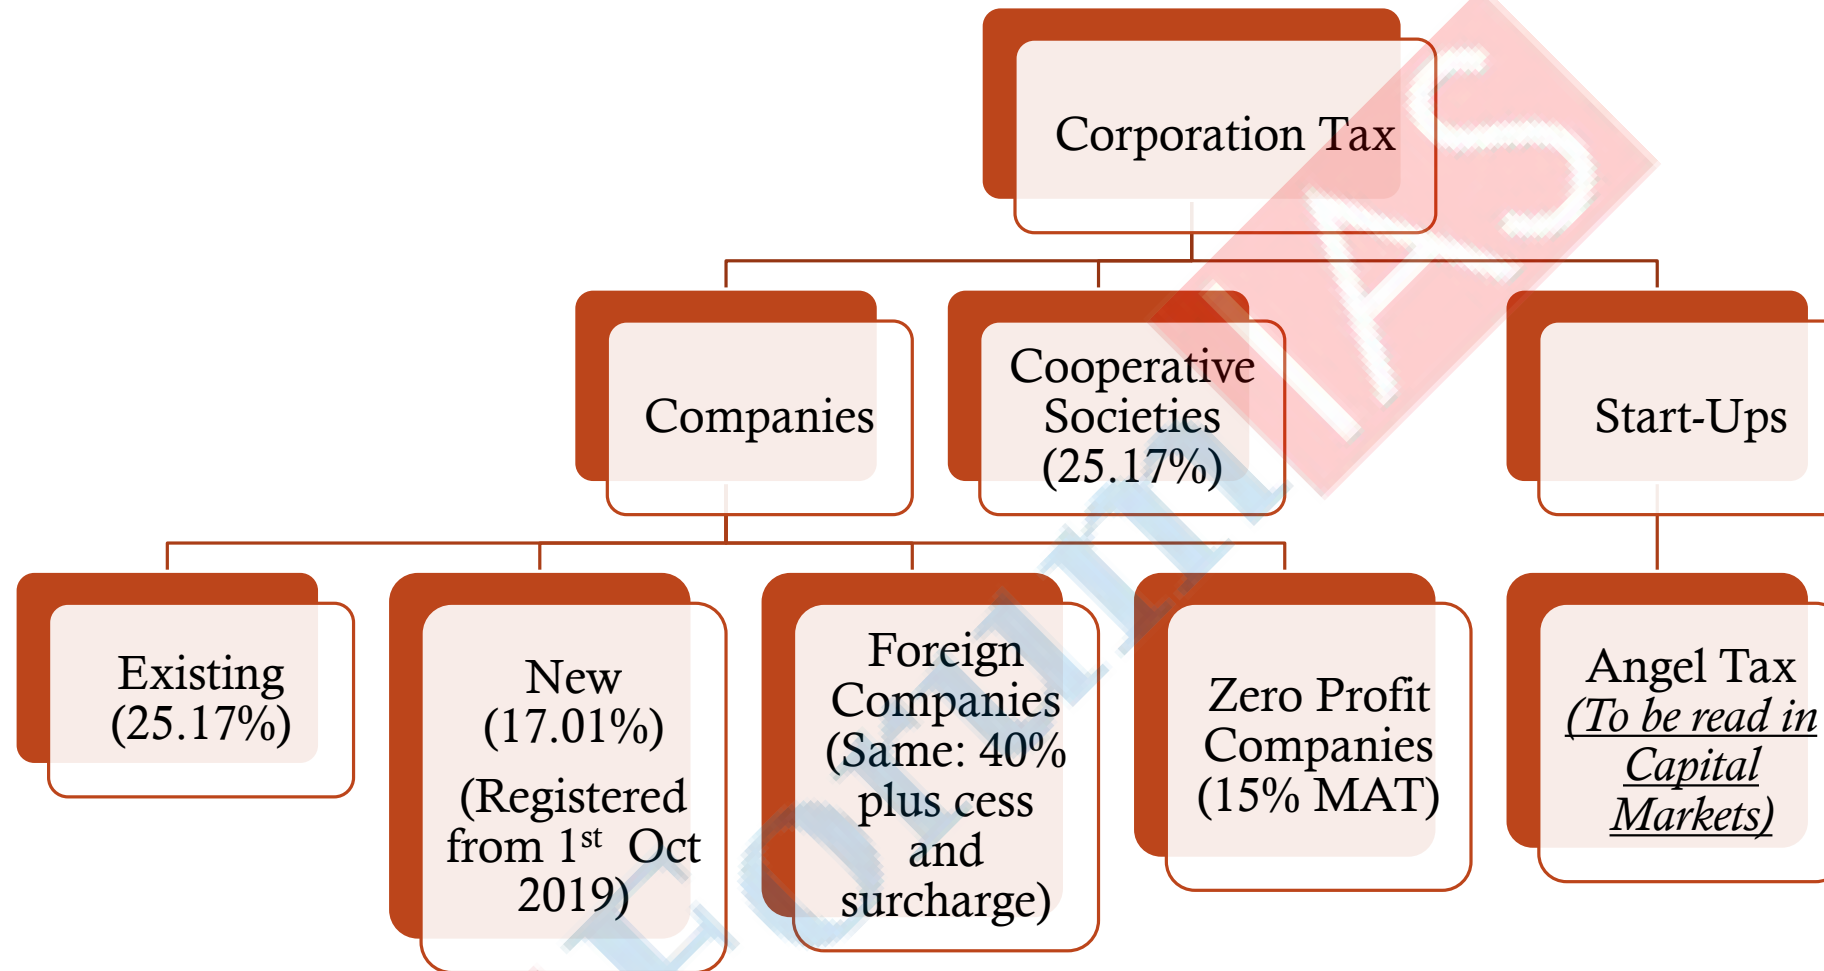 Corporation Tax
Companies
Cooperative
Societies
(25.17%)
Start-Ups
Existing
(25.17%)
New
(17.01%)
(Registered
from 1st Oct
2019)
Foreign
Companies
(Same: 40%
plus cess
and
surcharge)
Zero Profit
Companies
(15% MAT)
Angel Tax
(To be read in
Capital
Markets)
ForumIAS